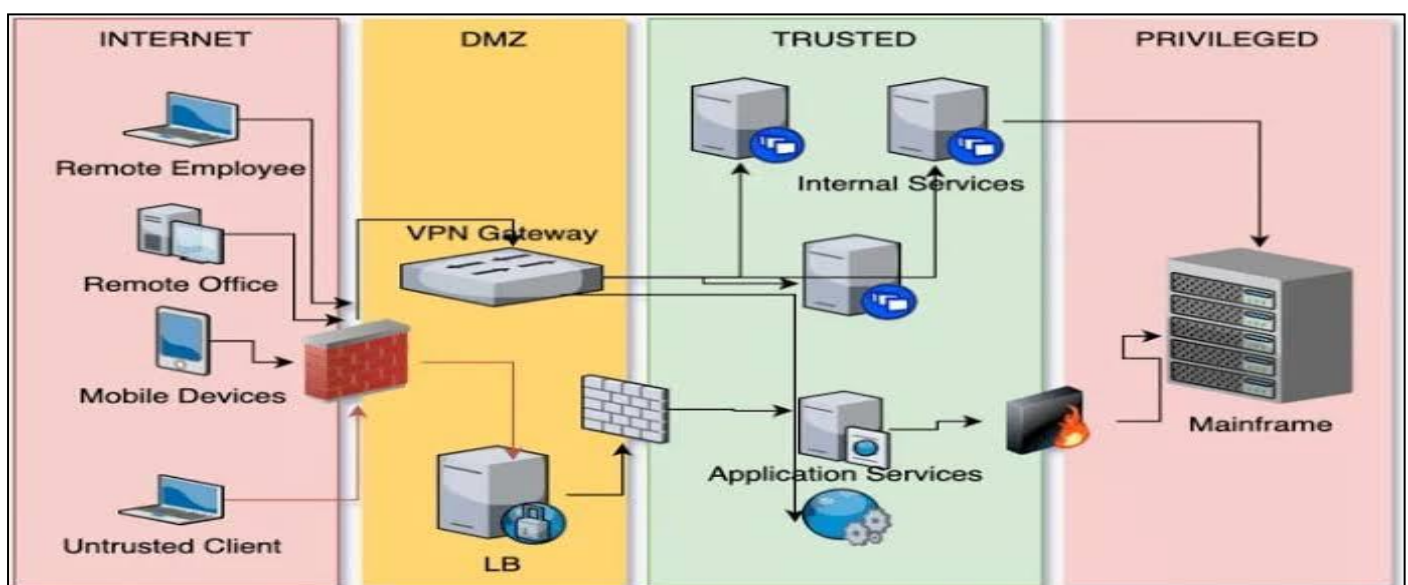 INTERNET
DMZ
TRUSTED
PRIVILEGED
Remote Employee
Internal Services
VPN Gateway
Remote Office
Mobile Devices
Mainframe
Application Services
Untrusted Client
LB